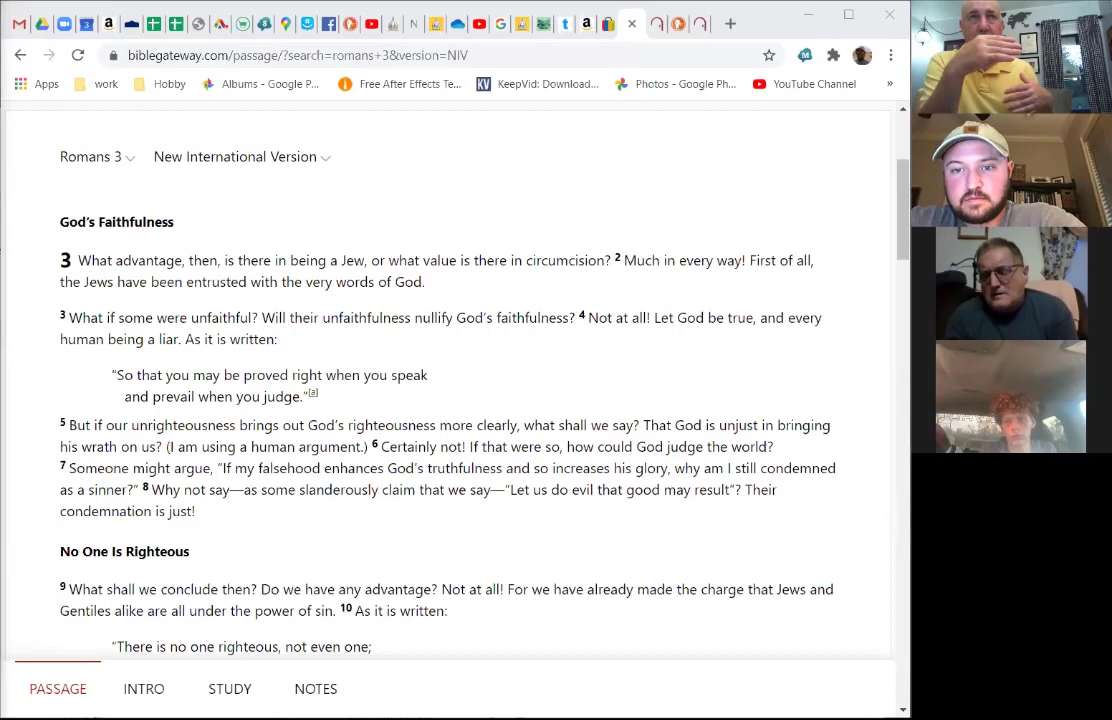 biblegateway.com/passage/?search=romans+3&version=NIV
Apps work Hobby Albums - Google P... Free After Effects Te... KV KeepVid: Download... Photos - Google Ph... YouTube Channel »
Romans 3 New International Version
God's Faithfulness
3 What advantage, then, is there in being a Jew, or what value is there in circumcision? 2 Much in every way! First of all,
the Jews have been entrusted with the very words of God.
3 What if some were unfaithful? Will their unfaithfulness nullify God's faithfulness? 4 Not at all! Let God be true, and every
human being a liar. As it is written:
“So that you may be proved right when you speak
and prevail when you judge.”[a]
5 But if our unrighteousness brings out God's righteousness more clearly, what shall we say? That God is unjust in bringing
his wrath on us? (I am using a human argument.) 6 Certainly not! If that were so, how could God judge the world?
7 Someone might argue, “If my falsehood enhances God's truthfulness and so increases his glory, why am I still condemned
as a sinner?” 8 Why not say—as some slanderously claim that we say—“Let us do evil that good may result”? Their
condemnation is just!
No One Is Righteous
9 What shall we conclude then? Do we have any advantage? Not at all! For we have already made the charge that Jews and
Gentiles alike are all under the power of sin. 10 As it is written:
“There is no one righteous, not even one;
PASSAGE INTRO STUDY NOTES